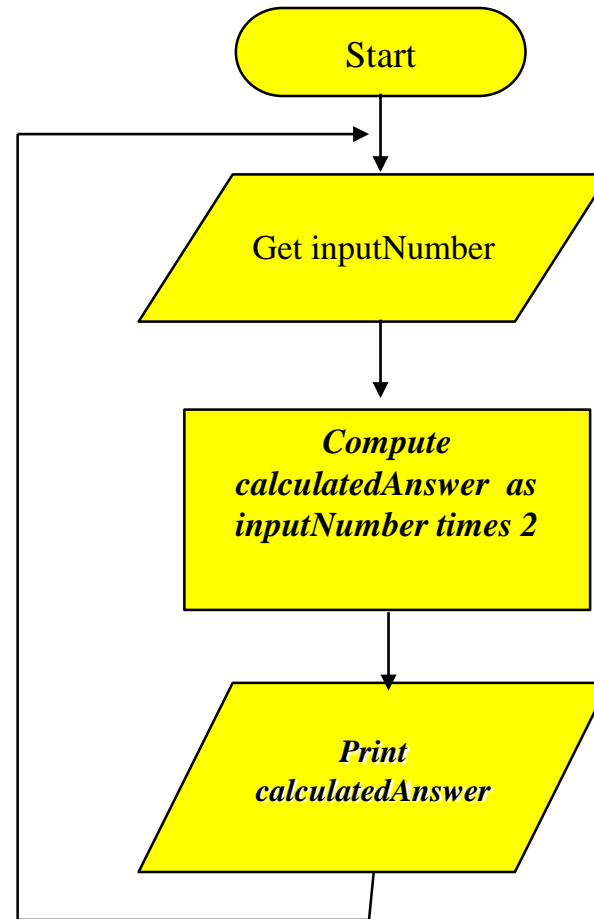 Start
Get inputNumber
Compute
calculatedAnswer as
inputNumber times 2
Print
calculatedAnswer